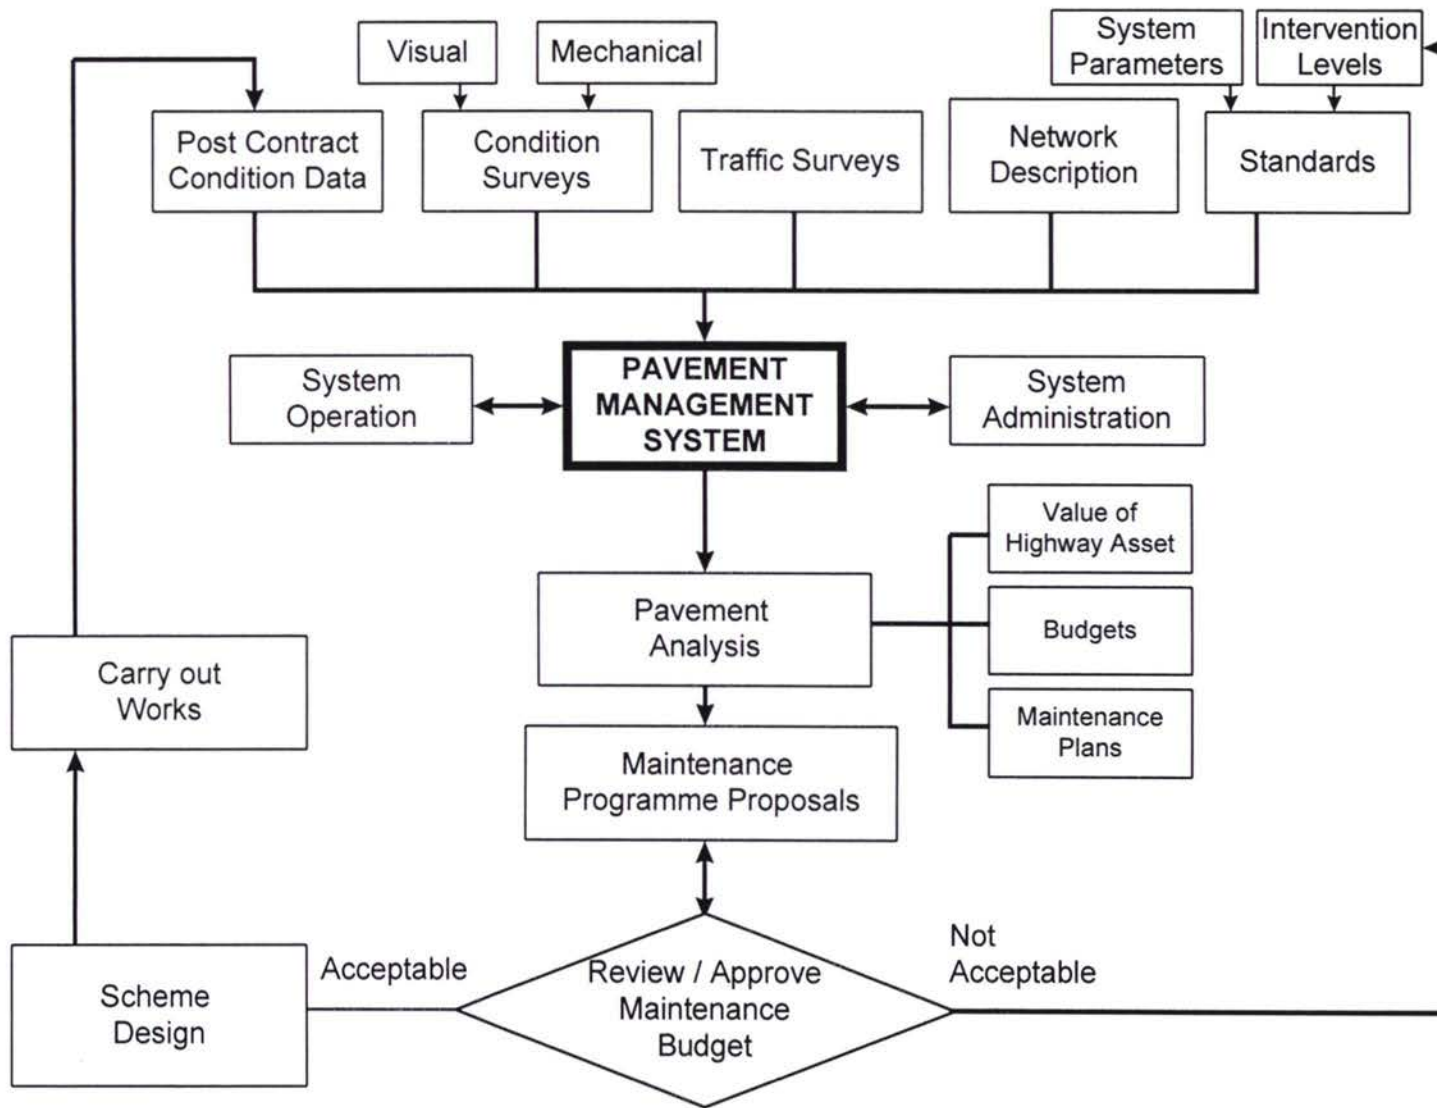 Visual
Mechanical
System
Parameters
Intervention
Levels
Post Contract
Condition Data
Condition
Surveys
Traffic Surveys
Network
Description
Standards
System
Operation
PAVEMENT
MANAGEMENT
SYSTEM
System
Administration
Value of
Highway Asset
Pavement
Analysis
Budgets
Carry out
Works
Maintenance
Plans
Maintenance
Programme Proposals
Scheme
Design
Acceptable
Review / Approve
Maintenance
Budget
Not
Acceptable